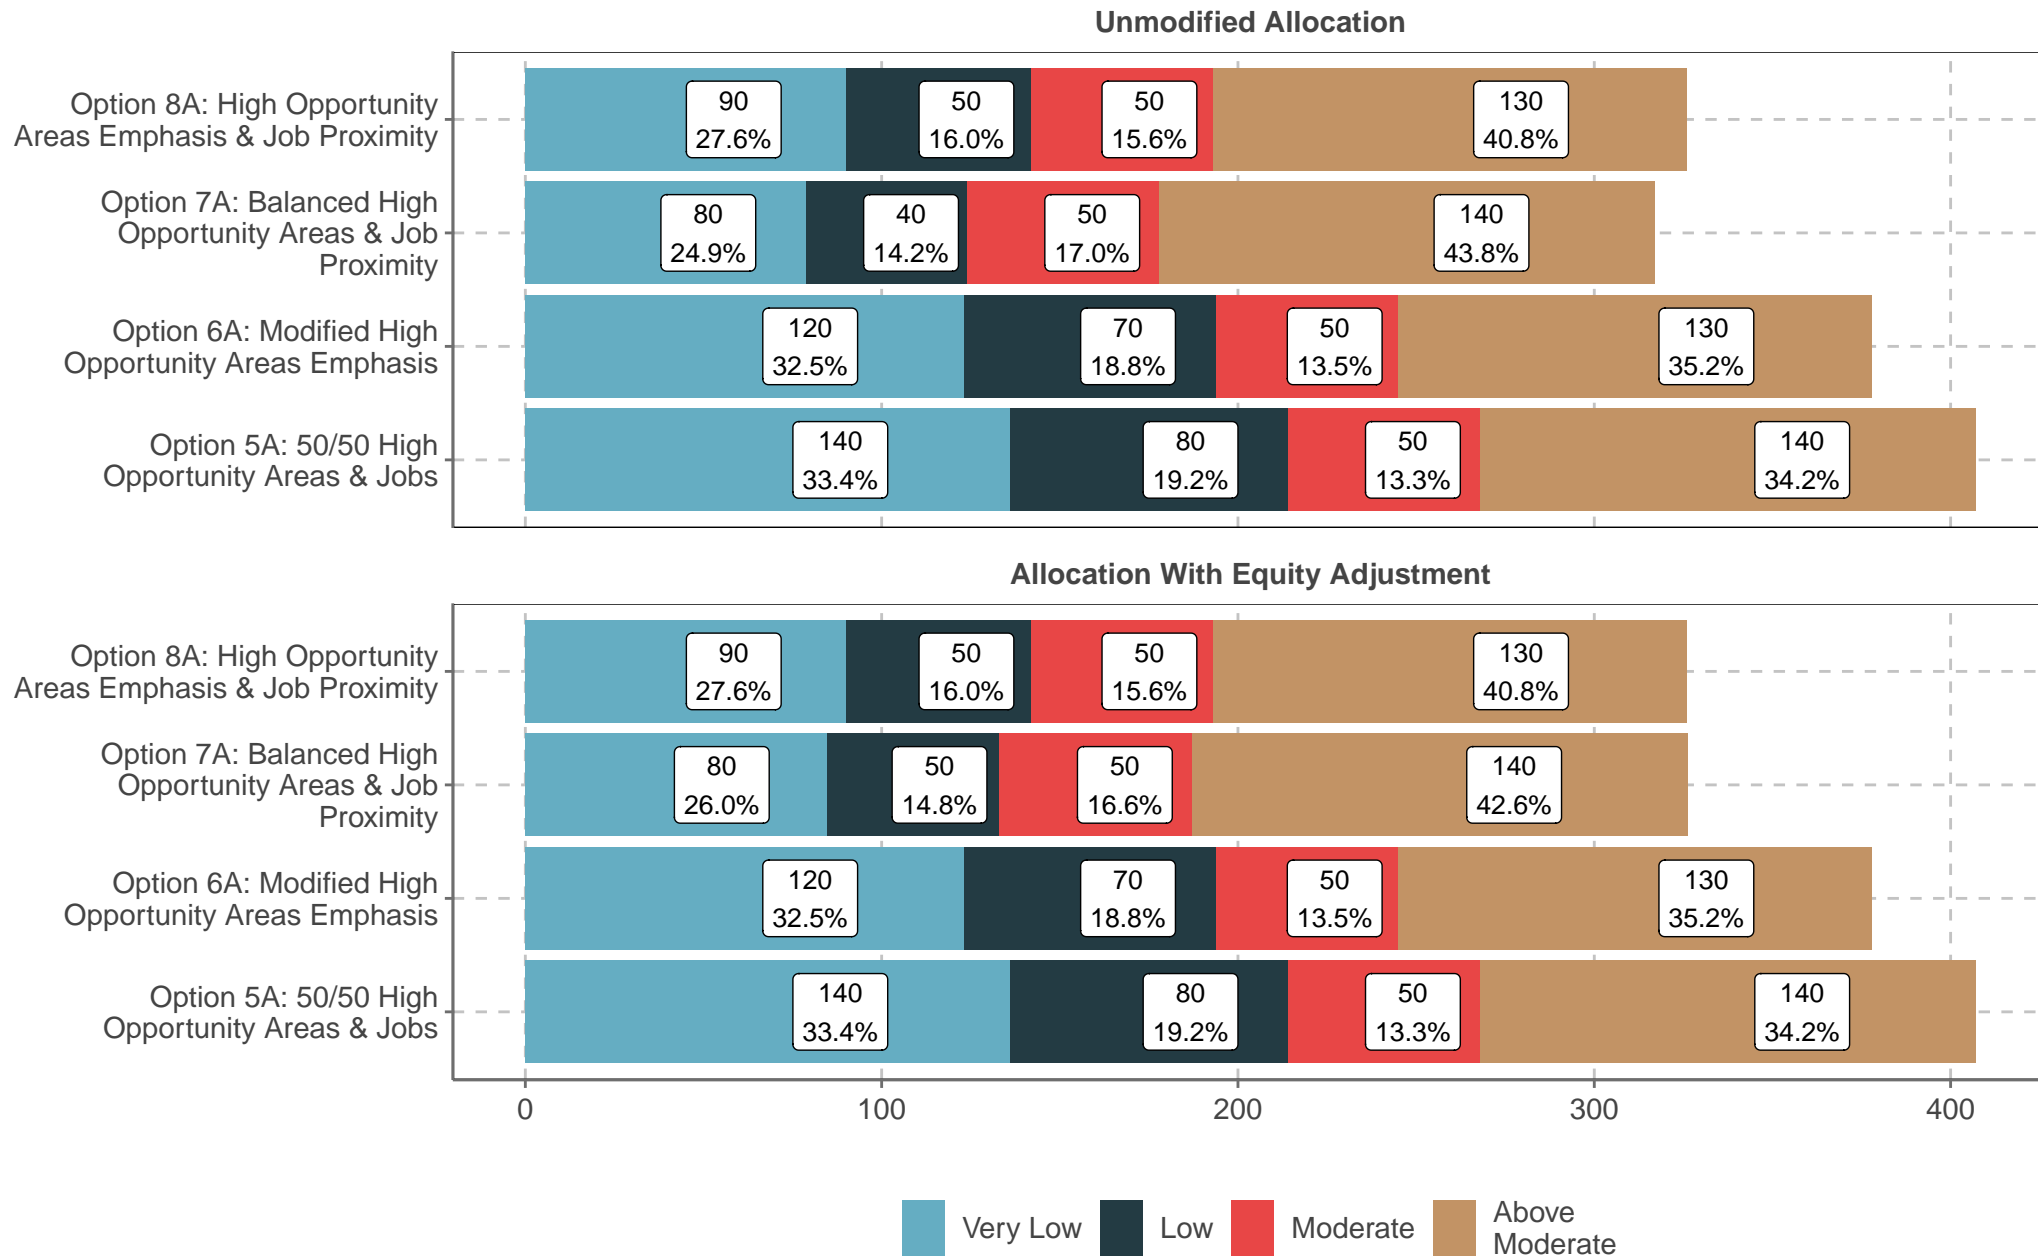 Unmodified Allocation
Option 8A: High Opportunity
Areas Emphasis & Job Proximity
90
27.6%
50
16.0%
50
15.6%
130
40.8%
Option 7A: Balanced High
Opportunity Areas & Job
Proximity
80
24.9%
40
14.2%
50
17.0%
140
43.8%
Option 6A: Modified High
Opportunity Areas Emphasis
120
32.5%
70
18.8%
50
13.5%
130
35.2%
Option 5A: 50/50 High
Opportunity Areas & Jobs
140
33.4%
80
19.2%
50
13.3%
140
34.2%
Allocation With Equity Adjustment
Option 8A: High Opportunity
Areas Emphasis & Job Proximity
90
27.6%
50
16.0%
50
15.6%
130
40.8%
Option 7A: Balanced High
Opportunity Areas & Job
Proximity
80
26.0%
50
14.8%
50
16.6%
140
42.6%
Option 6A: Modified High
Opportunity Areas Emphasis
120
32.5%
70
18.8%
50
13.5%
130
35.2%
Option 5A: 50/50 High
Opportunity Areas & Jobs
140
33.4%
80
19.2%
50
13.3%
140
34.2%
0
100
200
300
400
Very Low
Low
Moderate
Above
Moderate